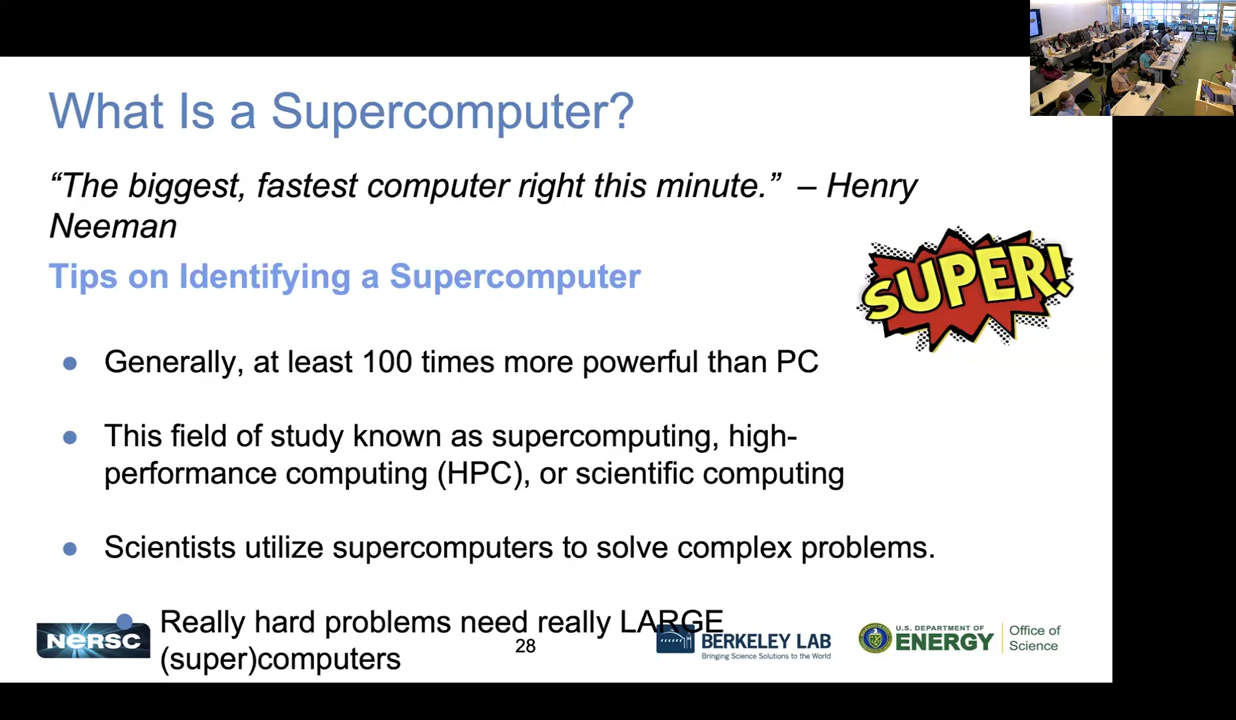 What Is a Supercomputer?
“The biggest, fastest computer right this minute.” – Henry
Neeman
Tips on Identifying a Supercomputer
SUPER!
● Generally, at least 100 times more powerful than PC
● This field of study known as supercomputing, high-
performance computing (HPC), or scientific computing
● Scientists utilize supercomputers to solve complex problems.
● Really hard problems need really LARGE
(super)computers
NERSC
28
BERKELEY LAB
Bringing Science Solutions to the World
U.S. DEPARTMENT OF
ENERGY
Office of
Science